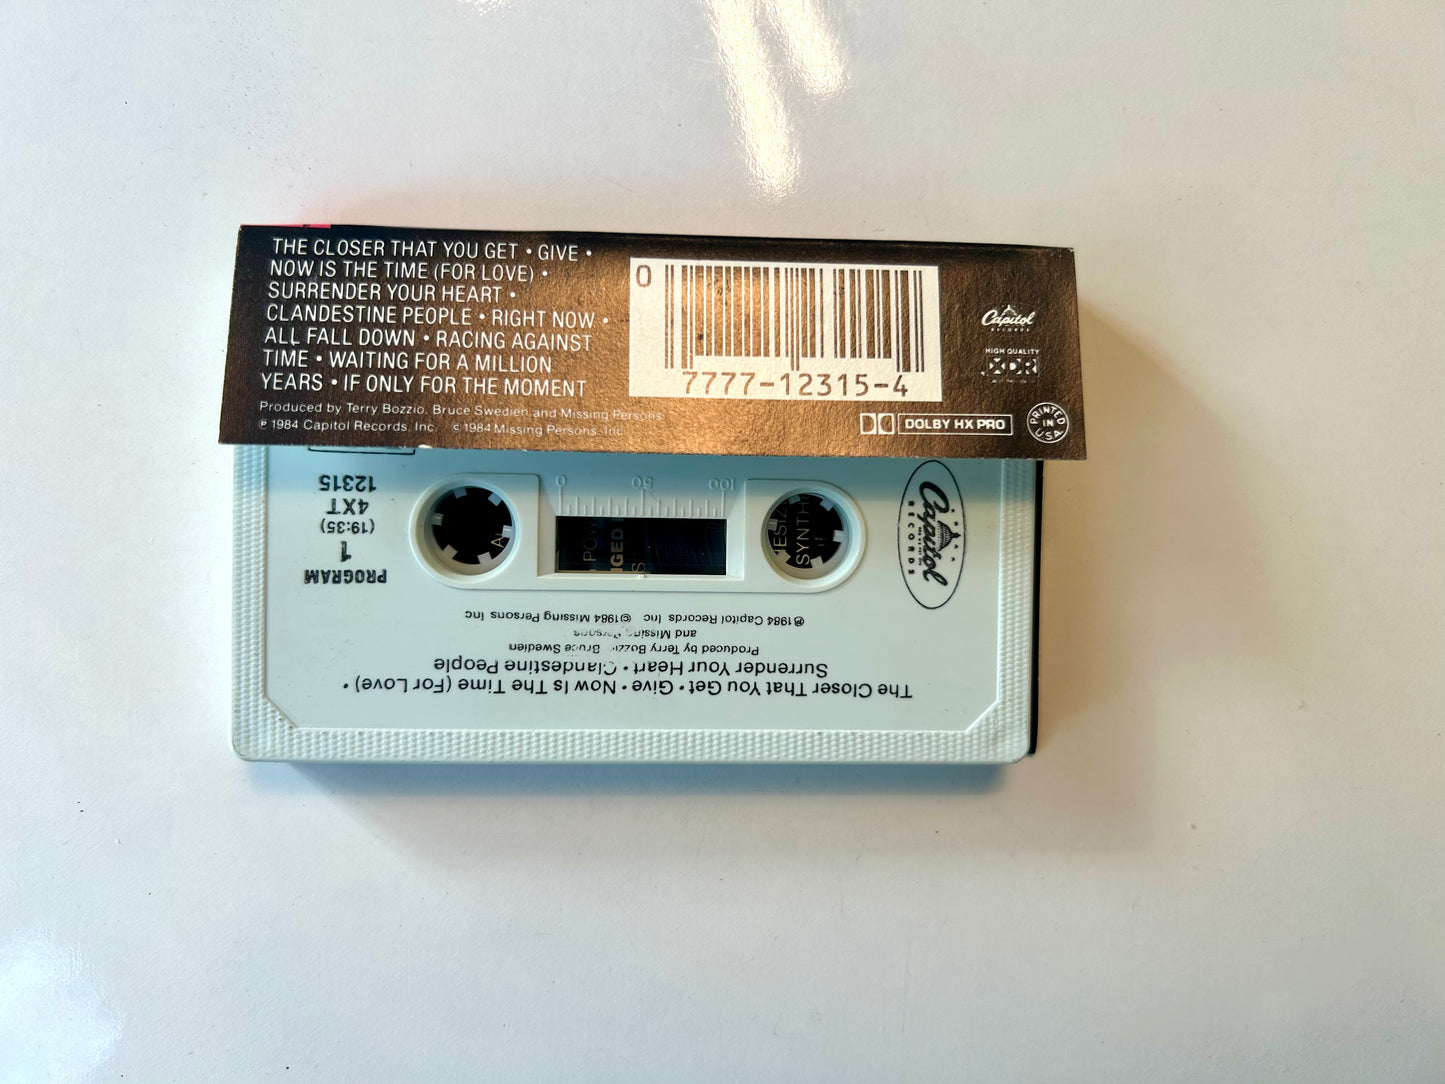 THE CLOSER THAT YOU GET • GIVE •
NOW IS THE TIME (FOR LOVE) •
SURRENDER YOUR HEART •
CLANDESTINE PEOPLE • RIGHT NOW •
ALL FALL DOWN • RACING AGAINST
TIME • WAITING FOR A MILLION
YEARS • IF ONLY FOR THE MOMENT
Produced by Terry Bozzio, Bruce Swedien and Missing Persons
℗ 1984 Capitol Records, Inc. © 1984 Missing Persons, Inc.
0
7777-12315-4
Capitol
RECORDS
HIGH QUALITY
XDR
DOLBY HX PRO
PRINTED IN USA
The Closer That You Get • Give • Now Is The Time (For Love) •
Surrender Your Heart • Clandestine People
Produced by Terry Bozzio, Bruce Swedien
and Missing Persons
℗1984 Capitol Records, Inc. ©1984 Missing Persons, Inc.
PROGRAM
1
(19:35)
4XT
12315
Capitol
RECORDS
0 50 100
POW
GED
S
ESIZ
SYNTH